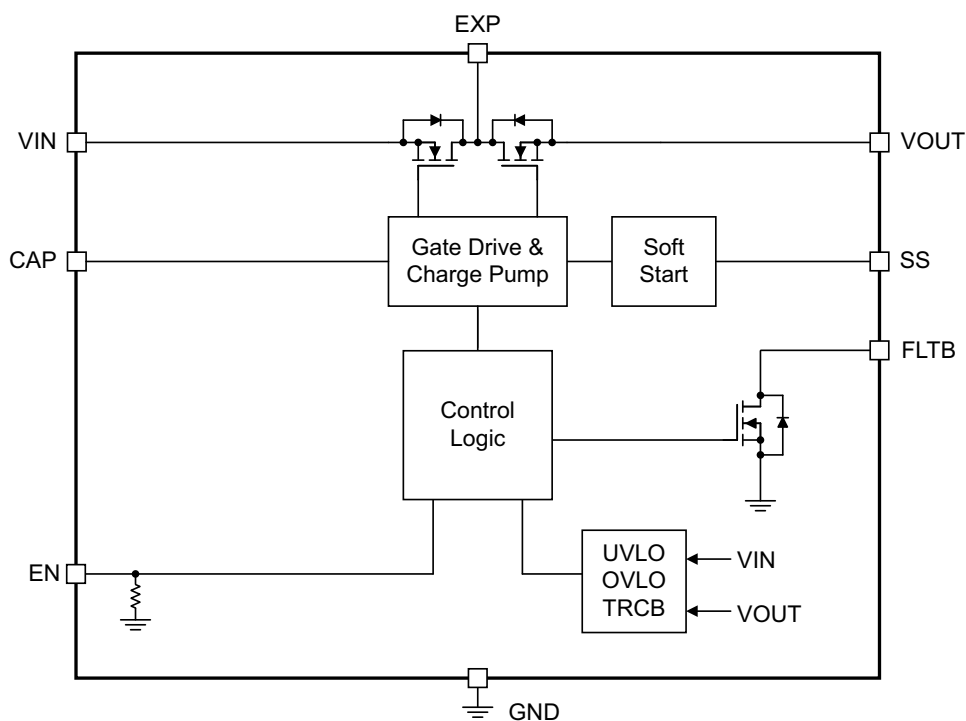 EXP
VIN
VOUT
CAP
Gate Drive &
Charge Pump
Soft
Start
SS
FLTB
Control
Logic
EN
UVLO
OVLO
TRCB
VIN
VOUT
GND